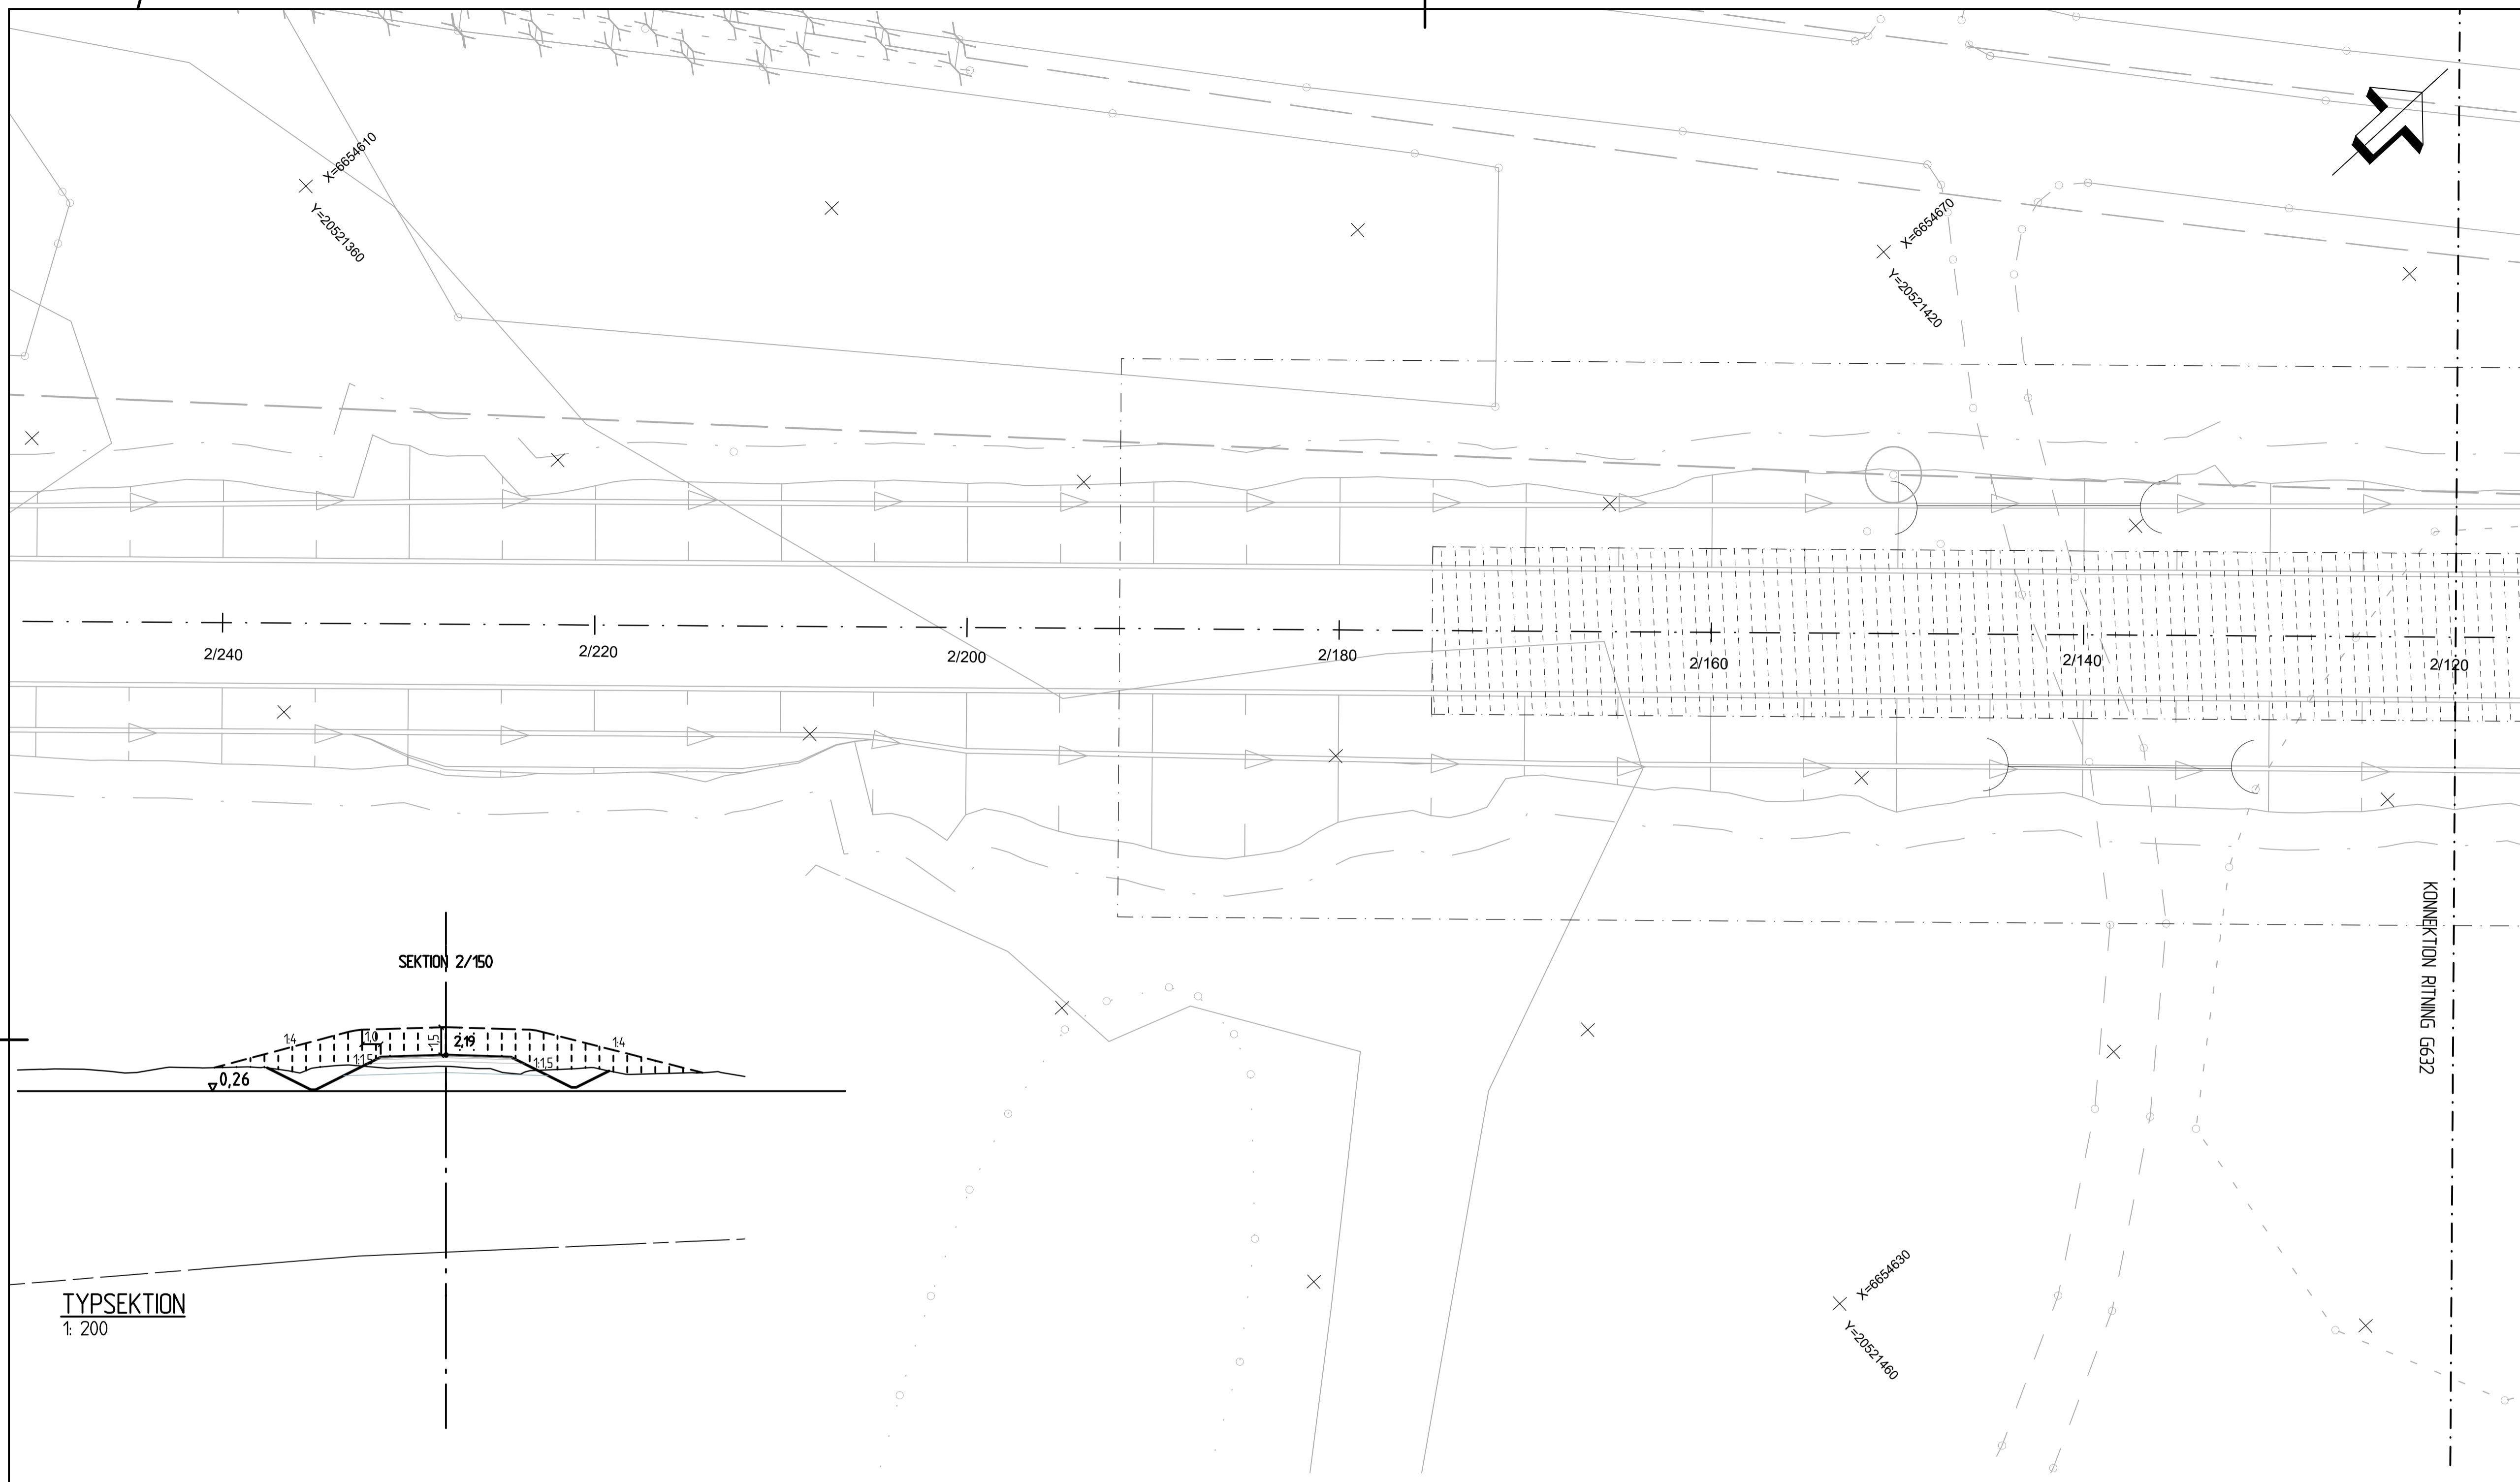 X=6654610
Y=20521360
X=6654670
Y=20521420
2/240
2/220
2/200
2/180
2/160
2/140
2/120
KONNEKTION RITNING G632
SEKTION 2/150
1:4
1,0
1,5
2,19
1:4
1:1,5
1:1,5
0,26
X=6654630
Y=20521460
TYPSEKTION
1: 200